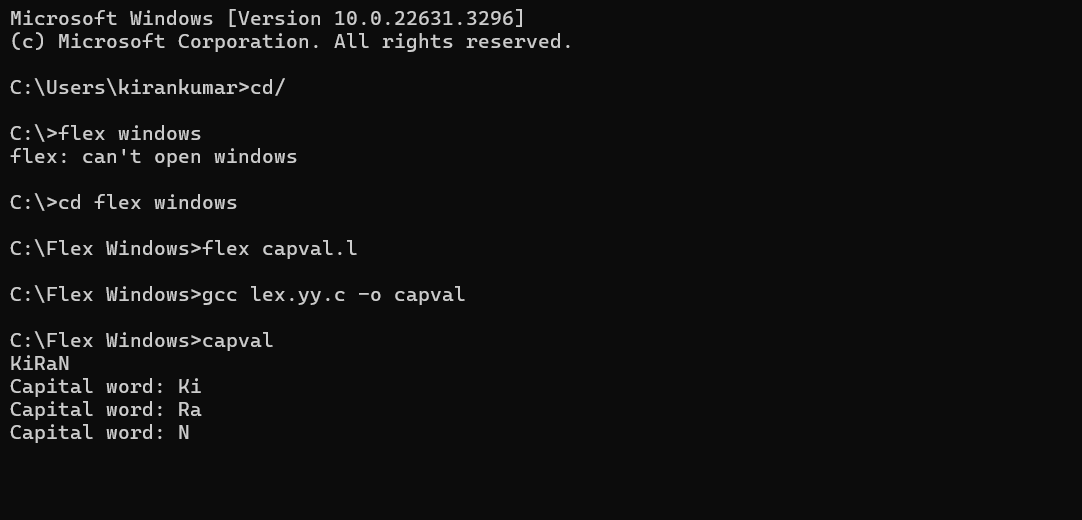 Microsoft Windows [Version 10.0.22631.3296]
(c) Microsoft Corporation. All rights reserved.
C:\Users\kirankumar>cd/
C:\>flex windows
flex: can't open windows
C:\>cd flex windows
C:\Flex Windows>flex capval.l
C:\Flex Windows>gcc lex.yy.c -o capval
C:\Flex Windows>capval
KiRaN
Capital word: Ki
Capital word: Ra
Capital word: N